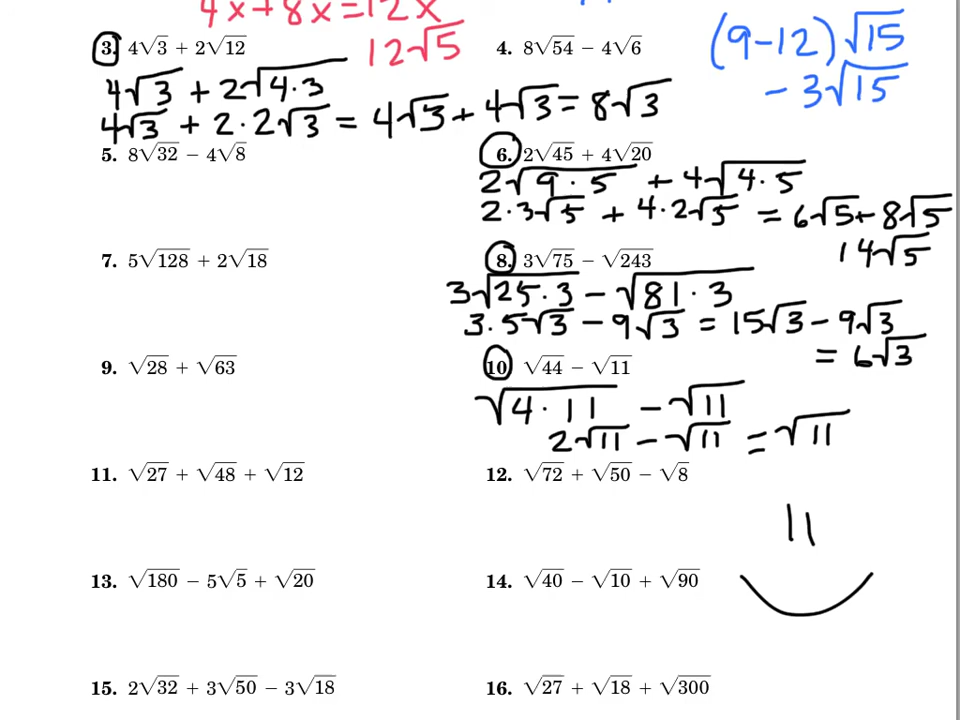 4x+8x=12x
12√5
(9-12)√15
-3√15
3. 4√3 + 2√12
4√3 + 2√4·3
4√3 + 2·2√3 = 4√3+4√3=8√3
4. 8√54 − 4√6
5. 8√32 − 4√8
6. 2√45 + 4√20
2√9·5 + 4√4·5
2·3√5 + 4·2√5 = 6√5+8√5
14√5
7. 5√128 + 2√18
8. 3√75 − √243
3√25·3 − √81·3
3·5√3 − 9√3 = 15√3 − 9√3
= 6√3
9. √28 + √63
10 √44 − √11
√4·11 − √11
2√11 − √11 = √11
11. √27 + √48 + √12
12. √72 + √50 − √8
13. √180 − 5√5 + √20
14. √40 − √10 + √90
15. 2√32 + 3√50 − 3√18
16. √27 + √18 + √300